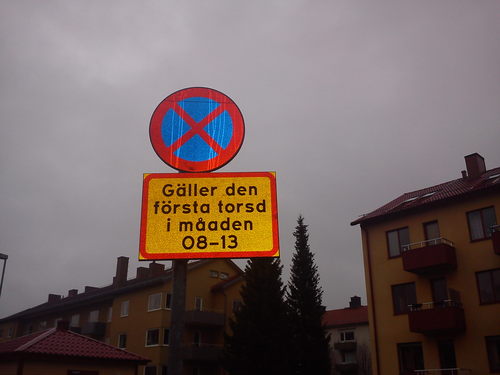 Gäller den
första torsd
i måaden
08-13